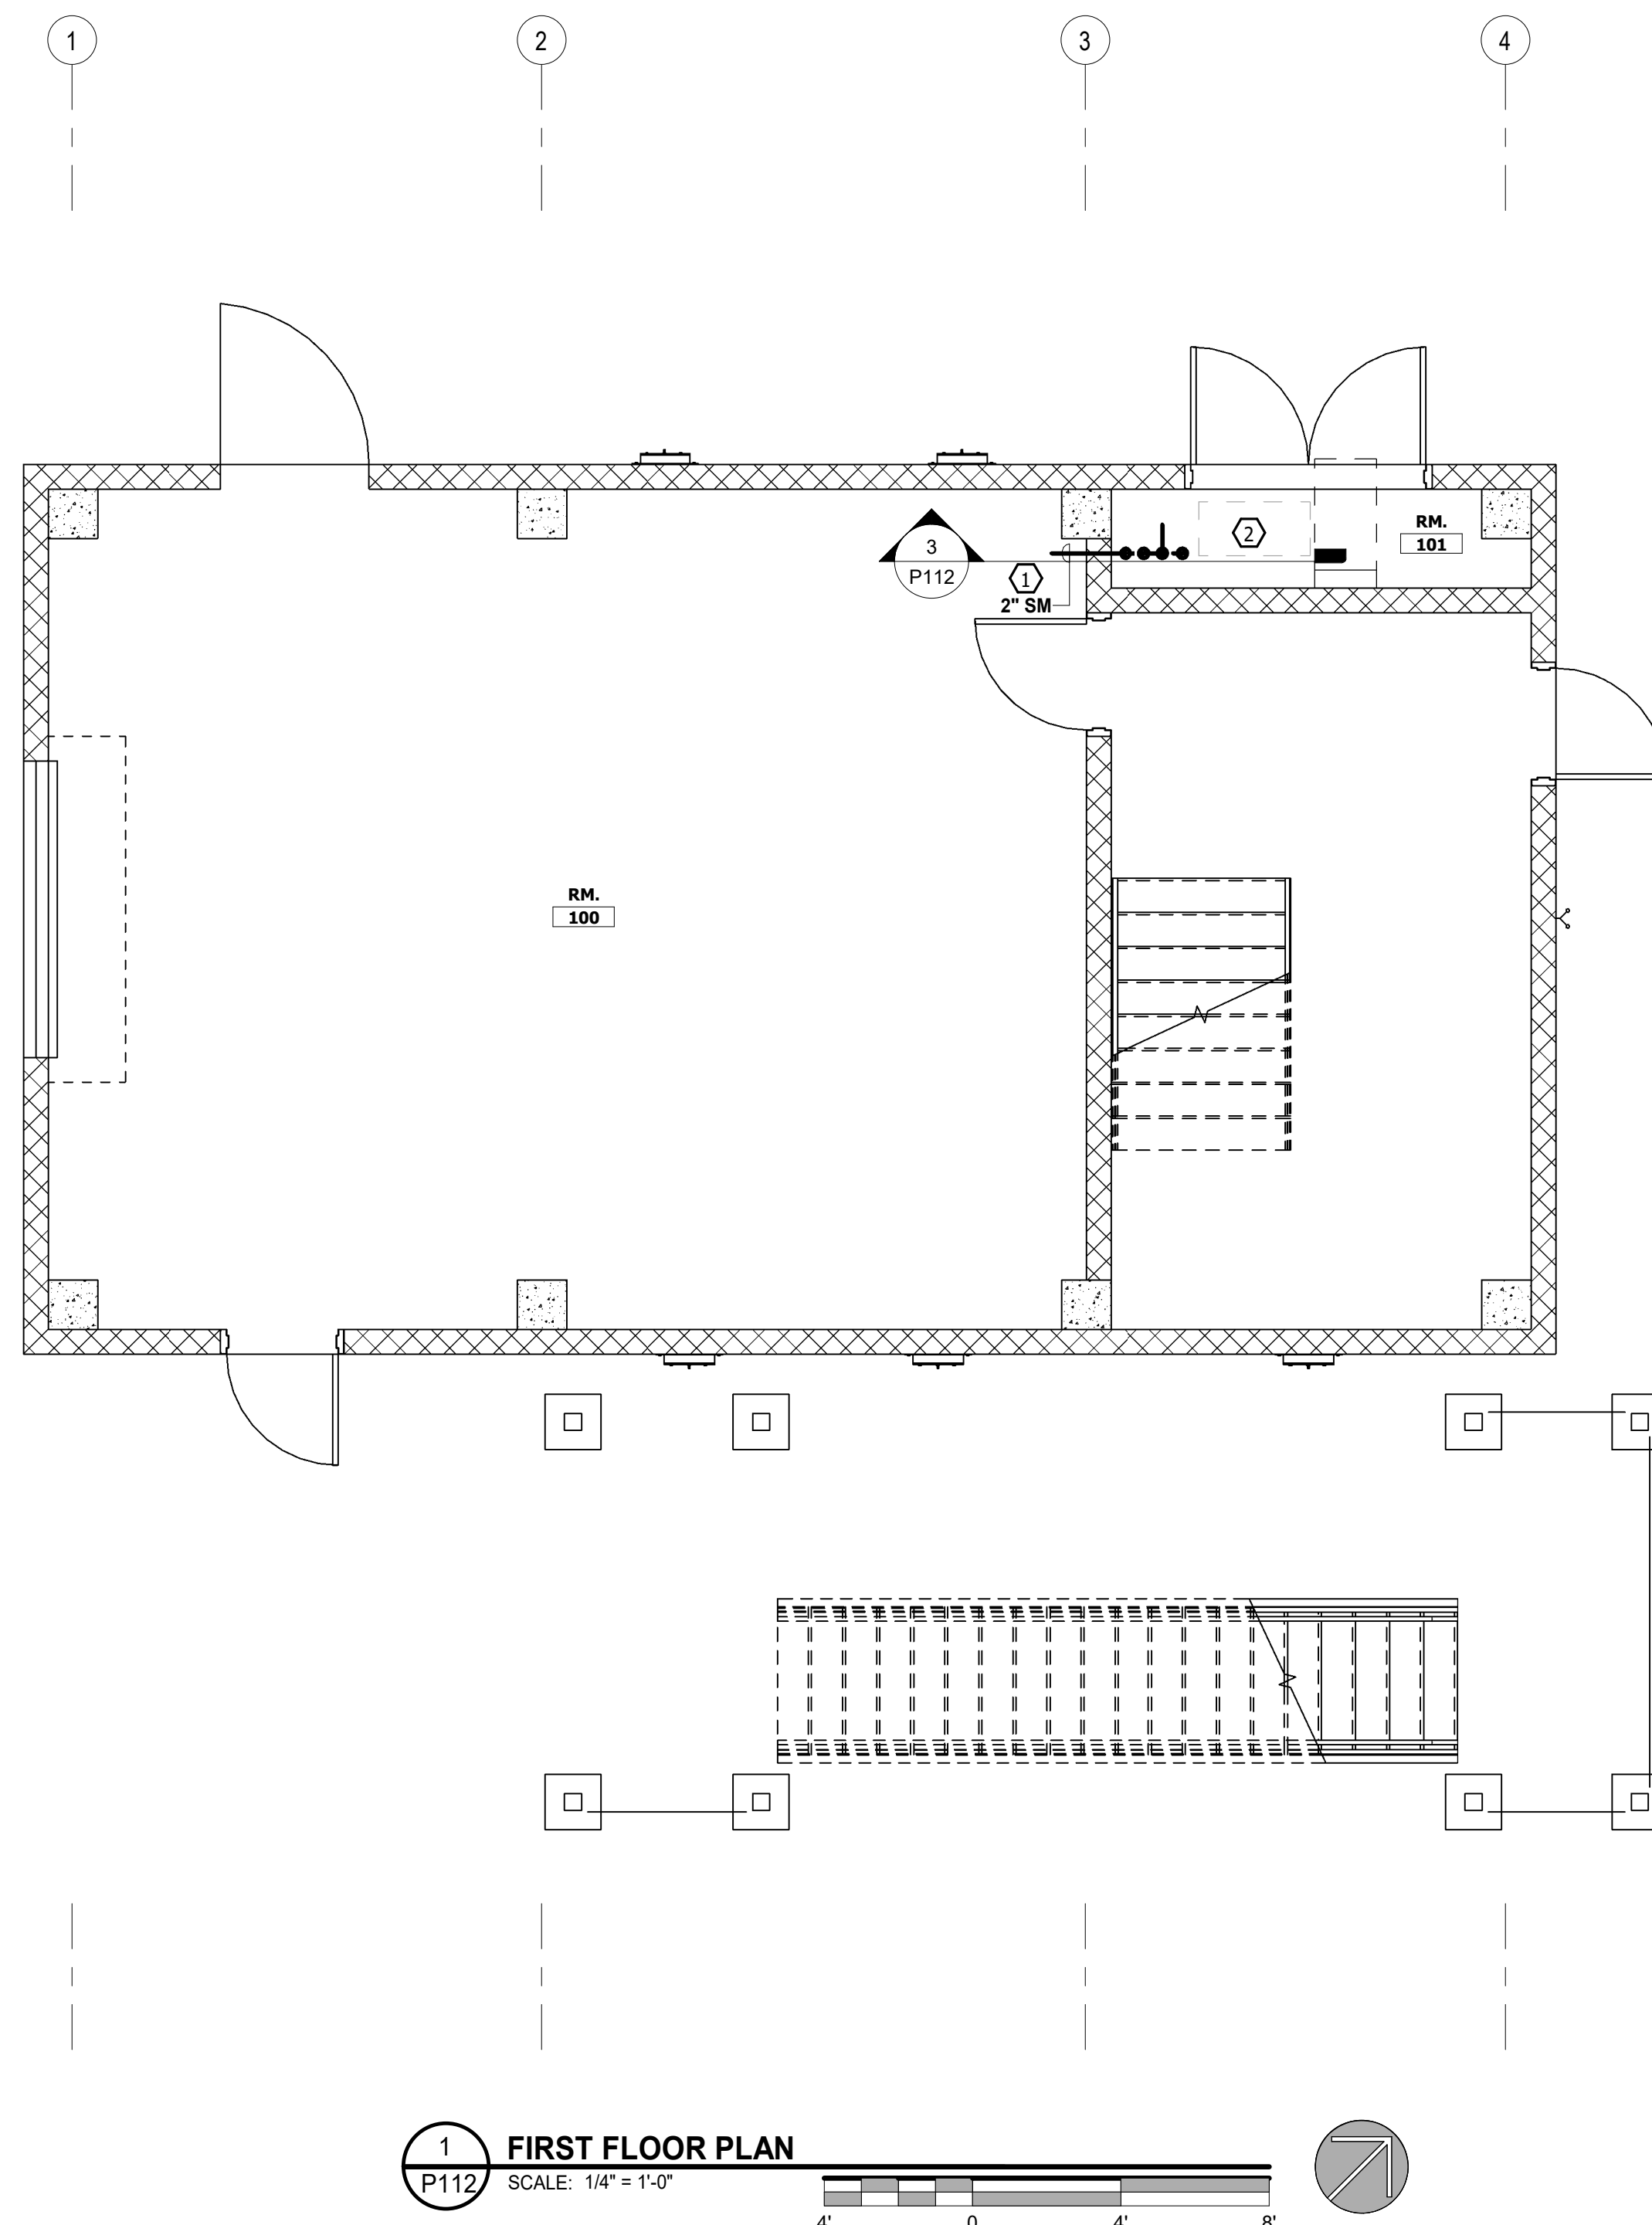 1
2
3
4
3
P112
1
2" SM
2
RM.
101
RM.
100
1
P112
FIRST FLOOR PLAN
SCALE: 1/4" = 1'-0"
4'
0
4'
8'